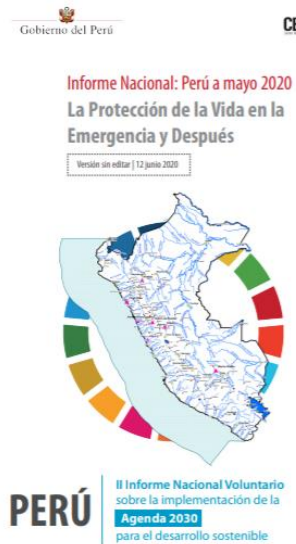 Gobierno del Perú
CE
Informe Nacional: Perú a mayo 2020
La Protección de la Vida en la
Emergencia y Después
Versión sin editar | 12 junio 2020
PERÚ
II Informe Nacional Voluntario
sobre la implementación de la
Agenda 2030
para el desarrollo sostenible